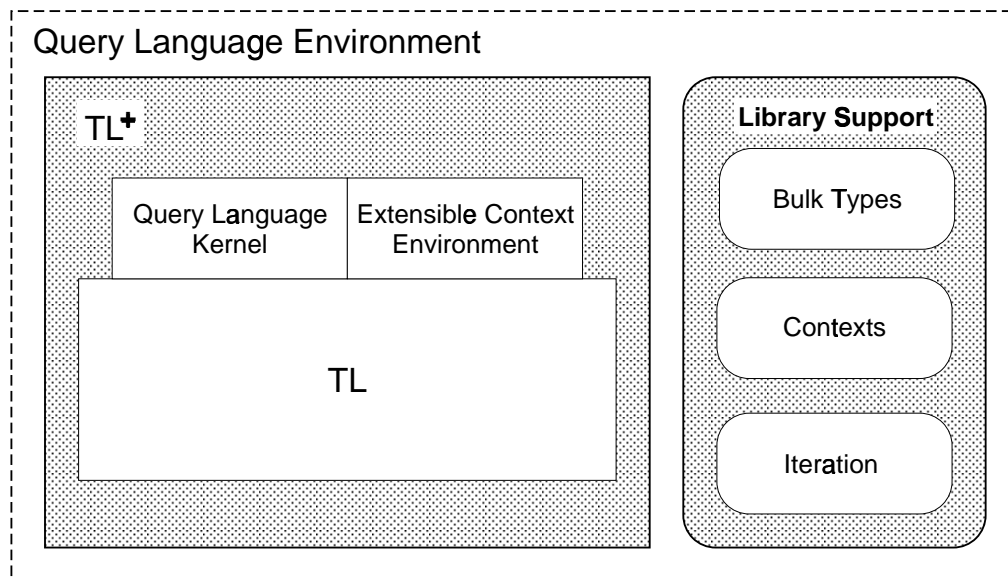 Query Language Environment
TL+
Query Language
Kernel
Extensible Context
Environment
TL
Library Support
Bulk Types
Contexts
Iteration